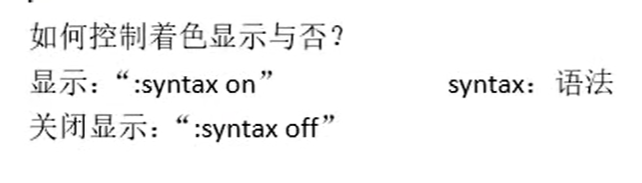 如何控制着色显示与否？
显示：“:syntax on” syntax：语法
关闭显示：“:syntax off”